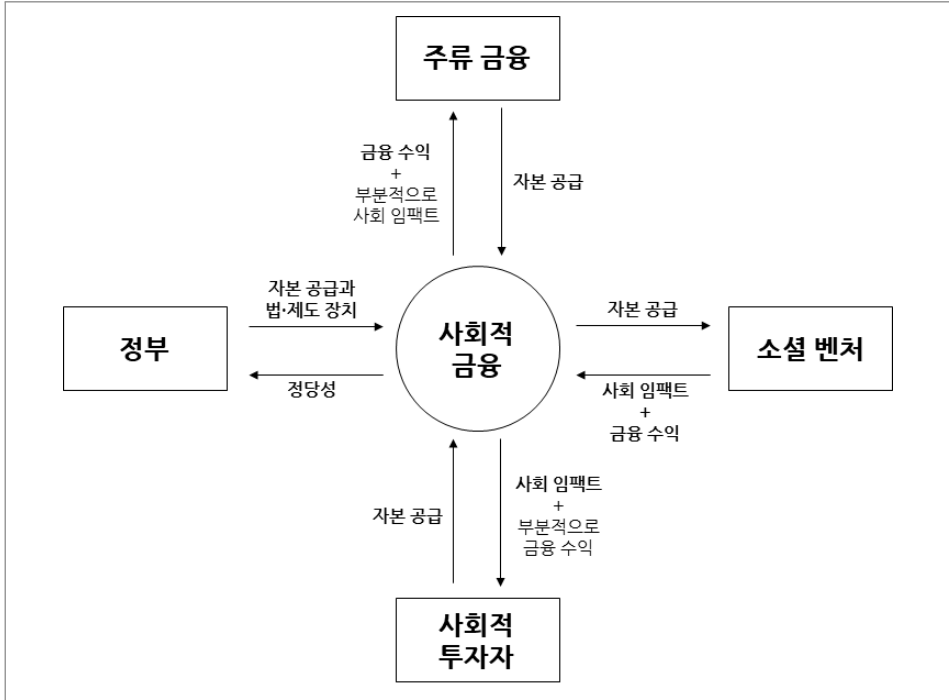 주류 금융
금융 수익
+
부분적으로
사회 임팩트
자본 공급
자본 공급과
법·제도 장치
정부
정당성
사회적
금융
자본 공급
소셜 벤처
사회 임팩트
+
금융 수익
자본 공급
사회 임팩트
+
부분적으로
금융 수익
사회적
투자자